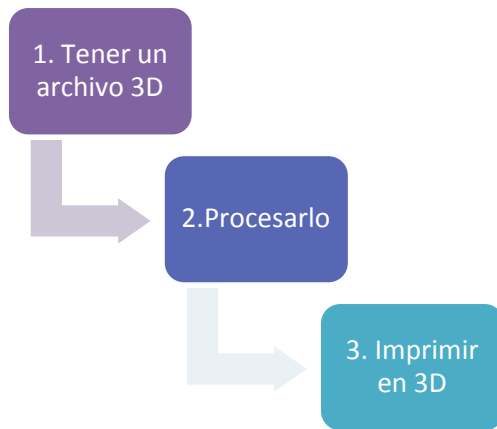 1. Tener un
archivo 3D
2.Procesarlo
3. Imprimir
en 3D